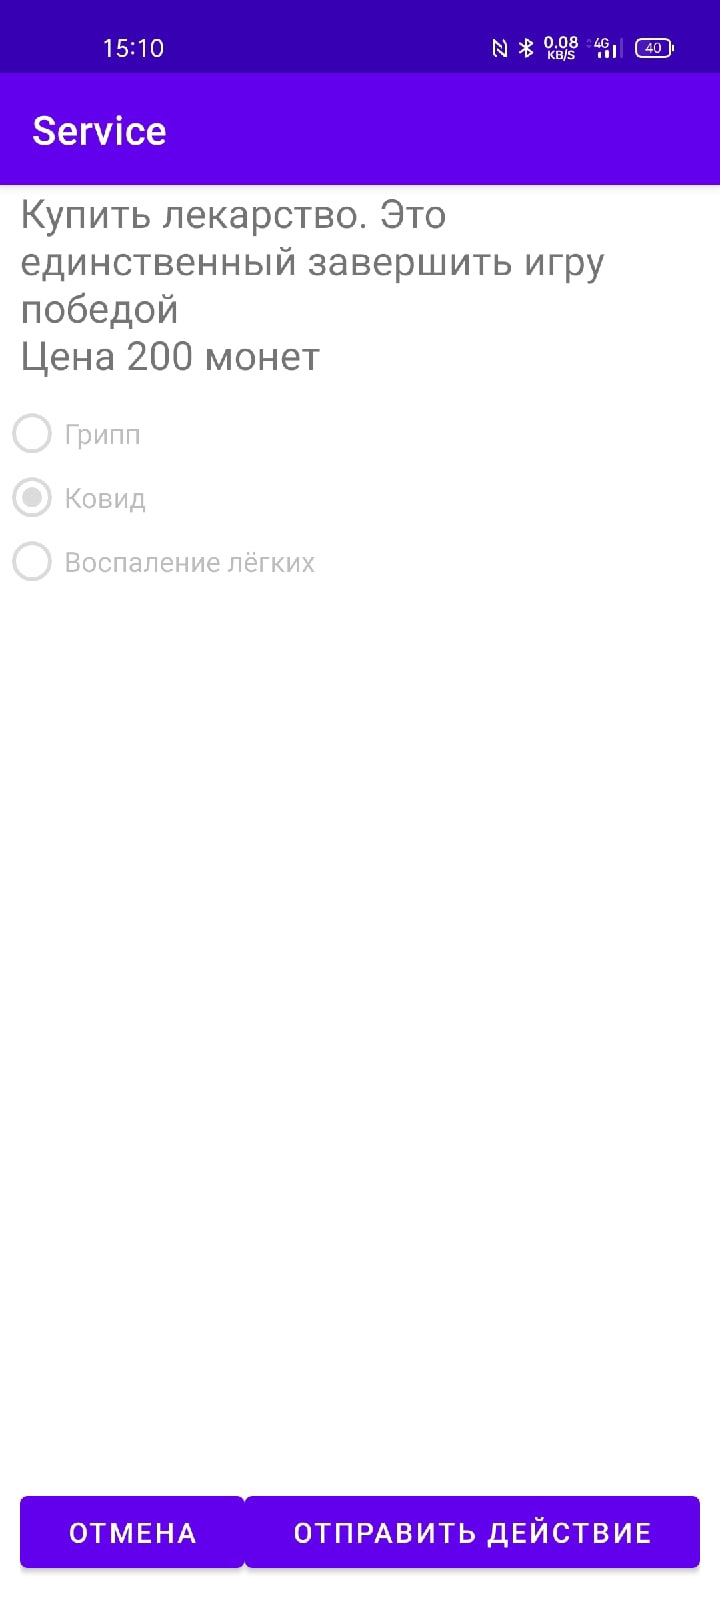 15:10
0.08
KB/S
4G
40
Service
Купить лекарство. Это
единственный завершить игру
победой
Цена 200 монет
Грипп
Ковид
Воспаление лёгких
ОТМЕНА
ОТПРАВИТЬ ДЕЙСТВИЕ